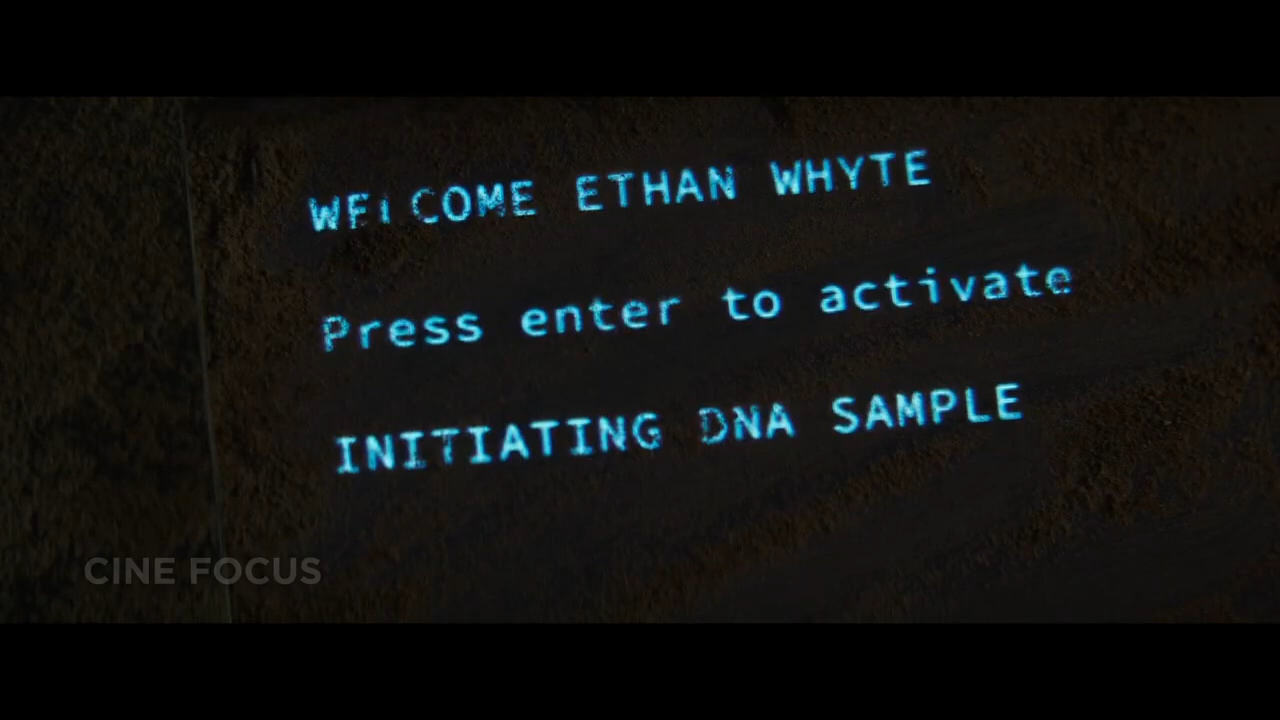 WELCOME ETHAN WHYTE
Press enter to activate
INITIATING DNA SAMPLE
CINE FOCUS